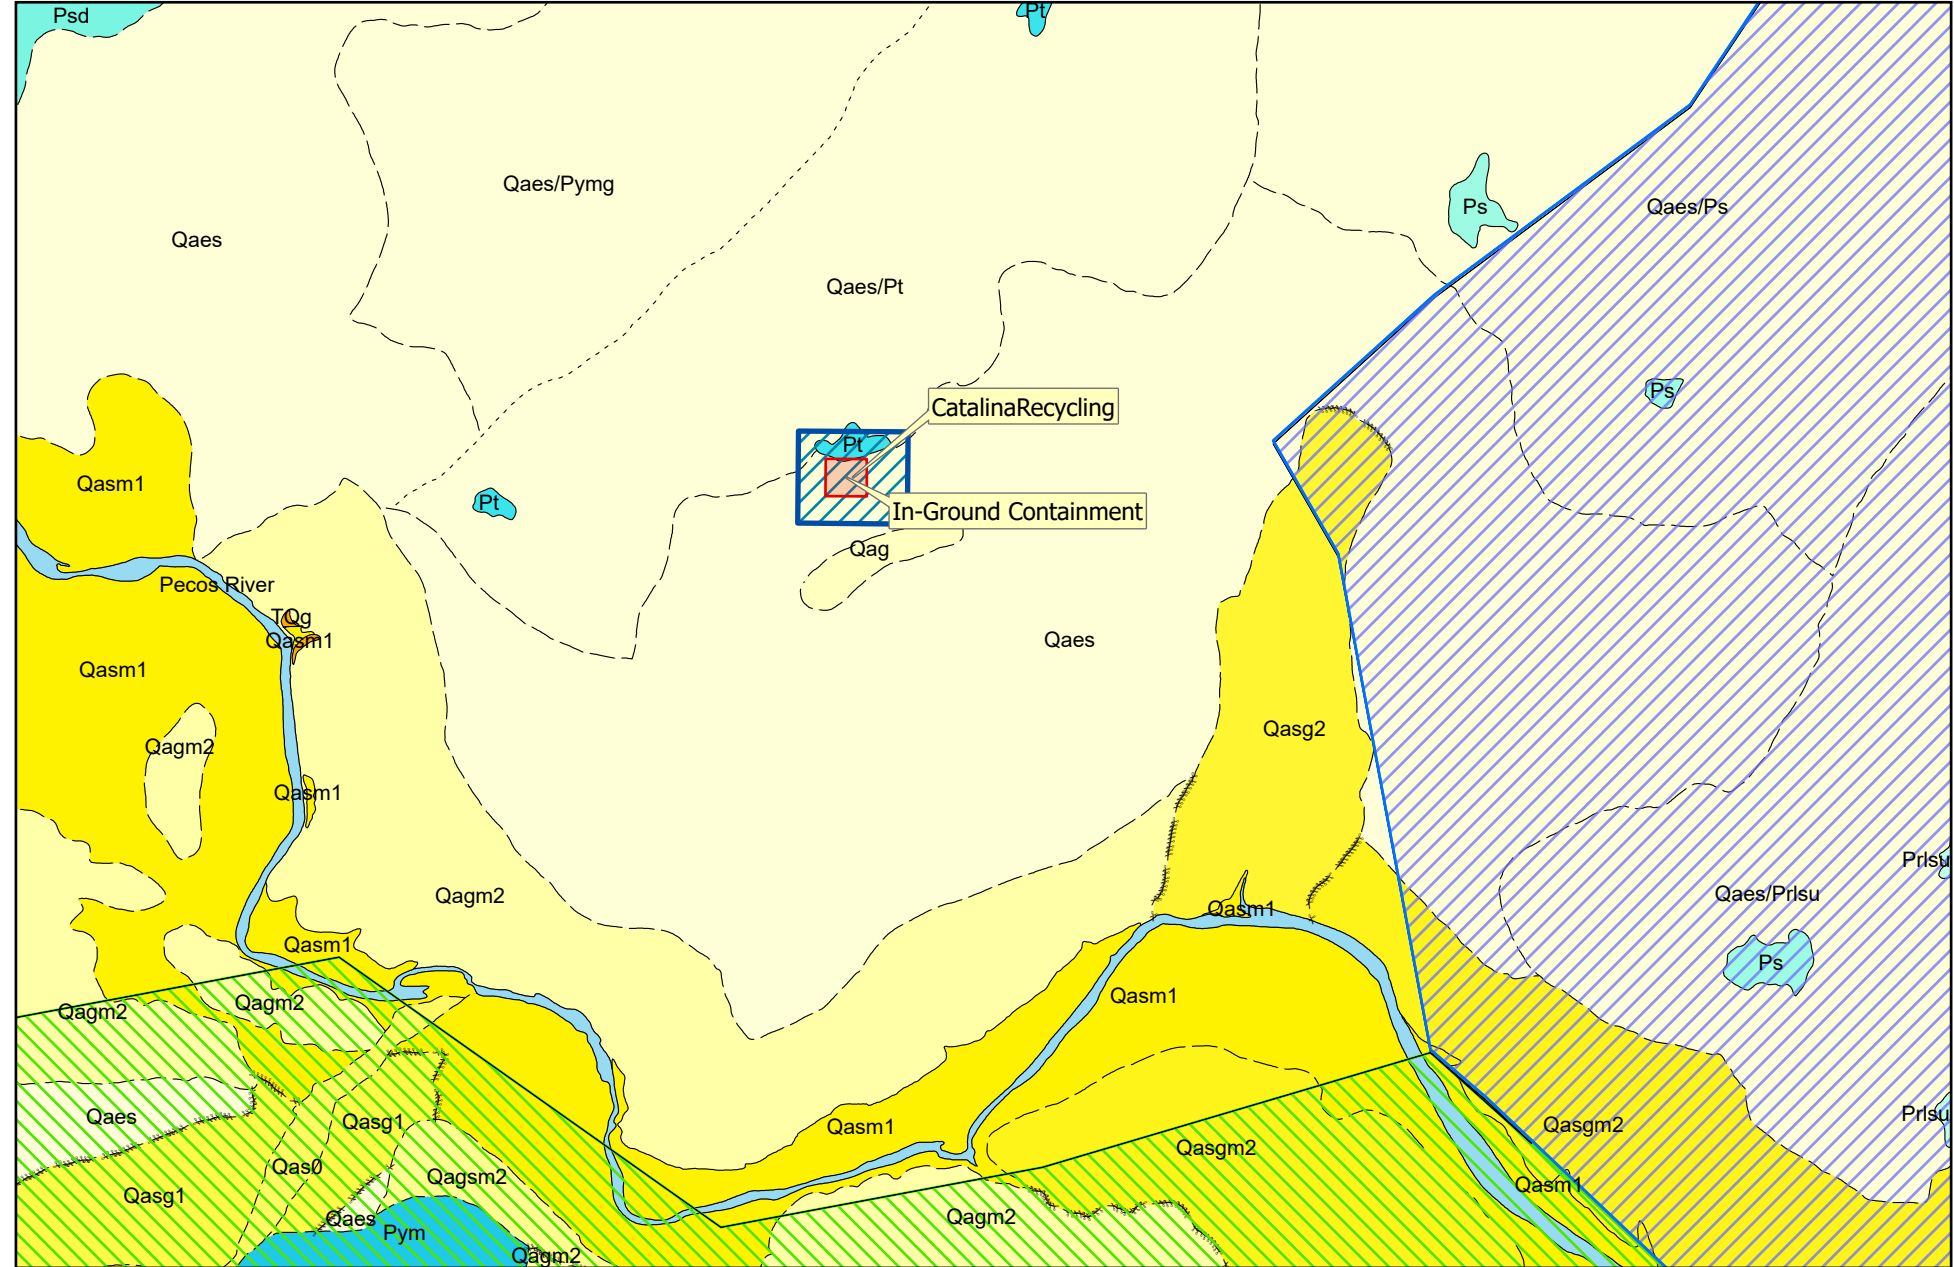 Psd
Pt
Qaes/Pymg
Ps
Qaes/Ps
Qaes
Qaes/Pt
Ps
CatalinaRecycling
Pt
Qasm1
Pt
In-Ground Containment
Qag
Pecos River
TQg
Qasm1
Qaes
Qasm1
Qasg2
Qagm2
Qasm1
Prlsu
Qagm2
Qaes/Prlsu
Qasm1
Qasm1
Ps
Qasm1
Qagm2
Qagm2
Qaes
Qasg1
Prlsu
Qasm1
Qasgm2
Qasgm2
Qas0
Qagsm2
Qasm1
Qasg1
Qaes
Qagm2
Pym
Qagm2